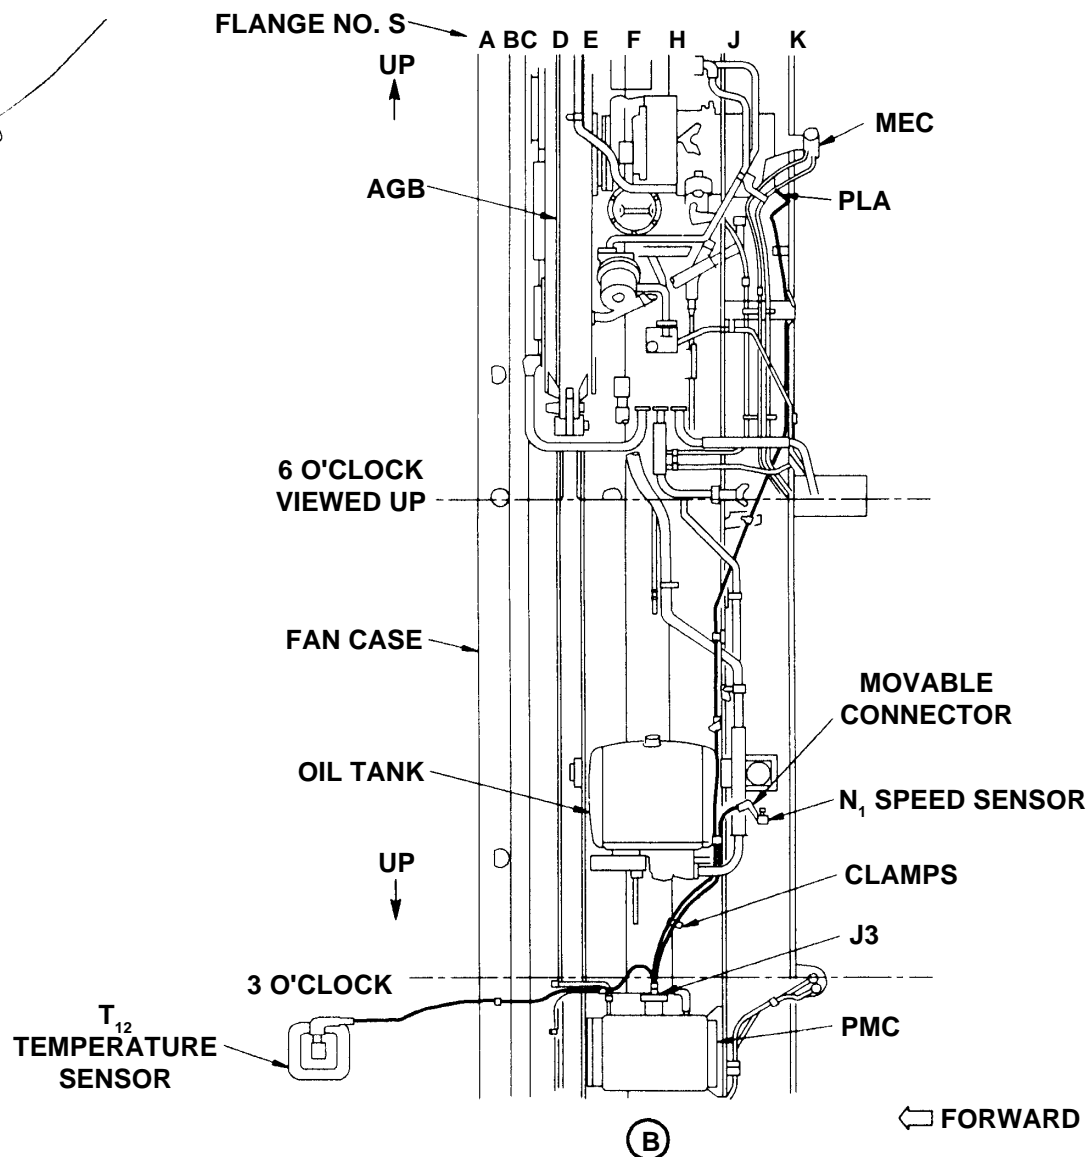 FLANGE NO. S
A B C D E F H J K
UP
MEC
AGB
PLA
6 O'CLOCK
VIEWED UP
FAN CASE
MOVABLE
CONNECTOR
OIL TANK
N1 SPEED SENSOR
UP
CLAMPS
J3
3 O'CLOCK
T12
TEMPERATURE
SENSOR
PMC
FORWARD
B